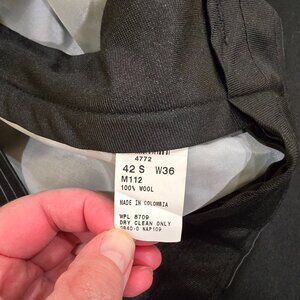 4772
42 S W36
M112
100% WOOL
MADE IN COLOMBIA
WPL 8709
DRY CLEAN ONLY